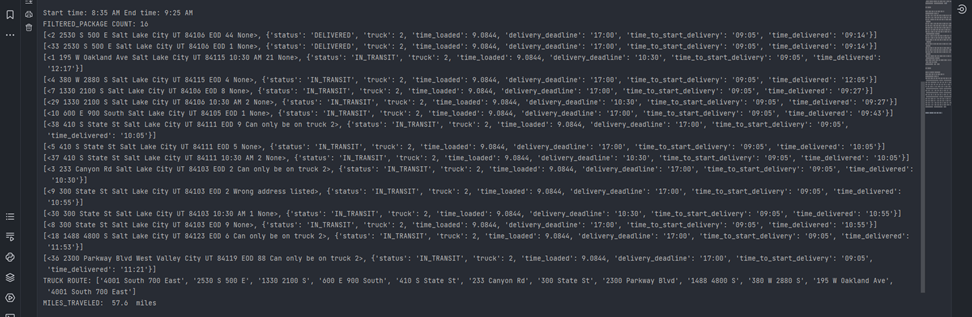 Start time: 8:35 AM End time: 9:25 AM
FILTERED_PACKAGE COUNT: 16
[<2 2530 S 500 E Salt Lake City UT 84106 EOD 44 None>, {'status': 'DELIVERED', 'truck': 2, 'time_loaded': 9.0844, 'delivery_deadline': '17:00', 'time_to_start_delivery': '09:05', 'time_delivered': '09:14'}]
[<33 2530 S 500 E Salt Lake City UT 84106 EOD 1 None>, {'status': 'DELIVERED', 'truck': 2, 'time_loaded': 9.0844, 'delivery_deadline': '17:00', 'time_to_start_delivery': '09:05', 'time_delivered': '09:14'}]
[<1 195 W Oakland Ave Salt Lake City UT 84115 10:30 AM 21 None>, {'status': 'IN_TRANSIT', 'truck': 2, 'time_loaded': 9.0844, 'delivery_deadline': '10:30', 'time_to_start_delivery': '09:05', 'time_delivered':
'12:17'}]
[<4 380 W 2880 S Salt Lake City UT 84115 EOD 4 None>, {'status': 'IN_TRANSIT', 'truck': 2, 'time_loaded': 9.0844, 'delivery_deadline': '17:00', 'time_to_start_delivery': '09:05', 'time_delivered': '12:05'}]
[<7 1330 2100 S Salt Lake City UT 84106 EOD 8 None>, {'status': 'IN_TRANSIT', 'truck': 2, 'time_loaded': 9.0844, 'delivery_deadline': '17:00', 'time_to_start_delivery': '09:05', 'time_delivered': '09:27'}]
[<29 1330 2100 S Salt Lake City UT 84106 10:30 AM 2 None>, {'status': 'IN_TRANSIT', 'truck': 2, 'time_loaded': 9.0844, 'delivery_deadline': '10:30', 'time_to_start_delivery': '09:05', 'time_delivered': '09:27'}]
[<10 600 E 900 South Salt Lake City UT 84105 EOD 1 None>, {'status': 'IN_TRANSIT', 'truck': 2, 'time_loaded': 9.0844, 'delivery_deadline': '17:00', 'time_to_start_delivery': '09:05', 'time_delivered': '09:43'}]
[<38 410 S State St Salt Lake City UT 84111 EOD 9 Can only be on truck 2>, {'status': 'IN_TRANSIT', 'truck': 2, 'time_loaded': 9.0844, 'delivery_deadline': '17:00', 'time_to_start_delivery': '09:05',
'time_delivered': '10:05'}]
[<5 410 S State St Salt Lake City UT 84111 EOD 5 None>, {'status': 'IN_TRANSIT', 'truck': 2, 'time_loaded': 9.0844, 'delivery_deadline': '17:00', 'time_to_start_delivery': '09:05', 'time_delivered': '10:05'}]
[<37 410 S State St Salt Lake City UT 84111 10:30 AM 2 None>, {'status': 'IN_TRANSIT', 'truck': 2, 'time_loaded': 9.0844, 'delivery_deadline': '10:30', 'time_to_start_delivery': '09:05', 'time_delivered': '10:05'}]
[<3 233 Canyon Rd Salt Lake City UT 84103 EOD 2 Can only be on truck 2>, {'status': 'IN_TRANSIT', 'truck': 2, 'time_loaded': 9.0844, 'delivery_deadline': '17:00', 'time_to_start_delivery': '09:05', 'time_delivered':
'10:30'}]
[<9 300 State St Salt Lake City UT 84103 EOD 2 Wrong address listed>, {'status': 'IN_TRANSIT', 'truck': 2, 'time_loaded': 9.0844, 'delivery_deadline': '17:00', 'time_to_start_delivery': '09:05', 'time_delivered':
'10:55'}]
[<30 300 State St Salt Lake City UT 84103 10:30 AM 1 None>, {'status': 'IN_TRANSIT', 'truck': 2, 'time_loaded': 9.0844, 'delivery_deadline': '10:30', 'time_to_start_delivery': '09:05', 'time_delivered': '10:55'}]
[<8 300 State St Salt Lake City UT 84103 EOD 9 None>, {'status': 'IN_TRANSIT', 'truck': 2, 'time_loaded': 9.0844, 'delivery_deadline': '17:00', 'time_to_start_delivery': '09:05', 'time_delivered': '10:55'}]
[<18 1488 4800 S Salt Lake City UT 84123 EOD 6 Can only be on truck 2>, {'status': 'IN_TRANSIT', 'truck': 2, 'time_loaded': 9.0844, 'delivery_deadline': '17:00', 'time_to_start_delivery': '09:05', 'time_delivered':
'11:53'}]
[<36 2300 Parkway Blvd West Valley City UT 84119 EOD 88 Can only be on truck 2>, {'status': 'IN_TRANSIT', 'truck': 2, 'time_loaded': 9.0844, 'delivery_deadline': '17:00', 'time_to_start_delivery': '09:05',
'time_delivered': '11:21'}]
TRUCK ROUTE: ['4001 South 700 East', '2530 S 500 E', '1330 2100 S', '600 E 900 South', '410 S State St', '233 Canyon Rd', '300 State St', '2300 Parkway Blvd', '1488 4800 S', '380 W 2880 S', '195 W Oakland Ave',
'4001 South 700 East']
MILES_TRAVELED: 57.6 miles